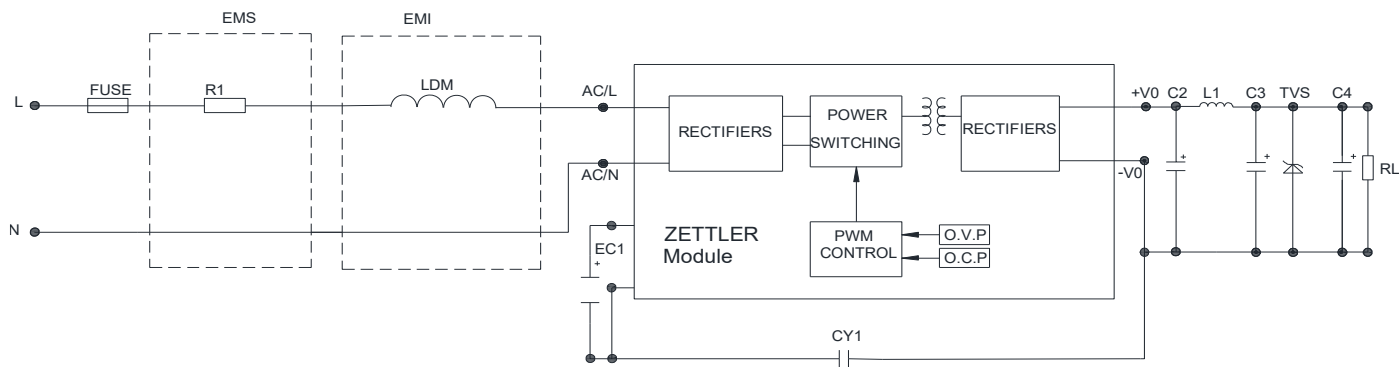 EMS
EMI
L
FUSE
R1
LDM
AC/L
RECTIFIERS
POWER
SWITCHING
RECTIFIERS
+V0
C2
L1
C3
TVS
C4
+
+
+
RL
AC/N
-V0
N
EC1
+
ZETTLER
Module
PWM
CONTROL
O.V.P
O.C.P
CY1